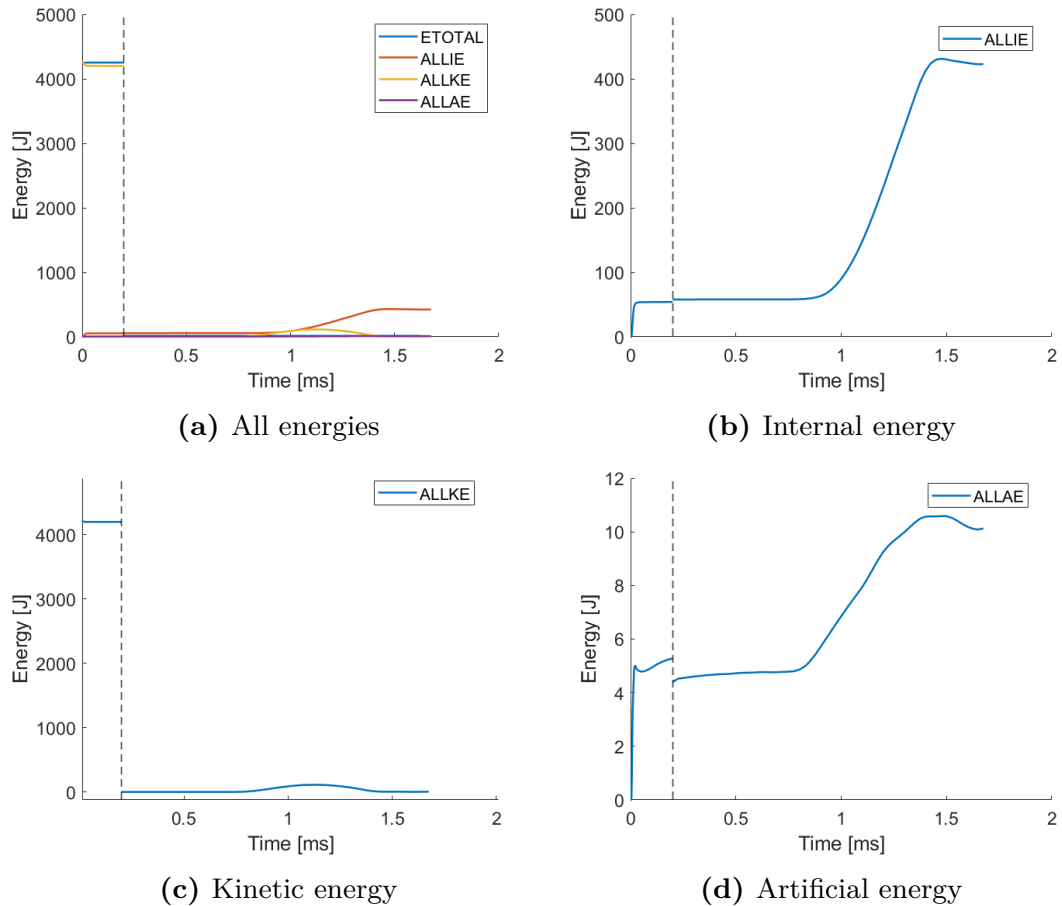 5000
4000
3000
2000
1000
0
Energy [J]
0 0.5 1 1.5 2
Time [ms]
ETOTAL
ALLIE
ALLKE
ALLAE
(a) All energies
500
400
300
200
100
0
Energy [J]
0 0.5 1 1.5 2
Time [ms]
ALLIE
(b) Internal energy
4000
3000
2000
1000
0
Energy [J]
0.5 1 1.5 2
Time [ms]
ALLKE
(c) Kinetic energy
12
10
8
6
4
2
0
Energy [J]
0 0.5 1 1.5 2
Time [ms]
ALLAE
(d) Artificial energy